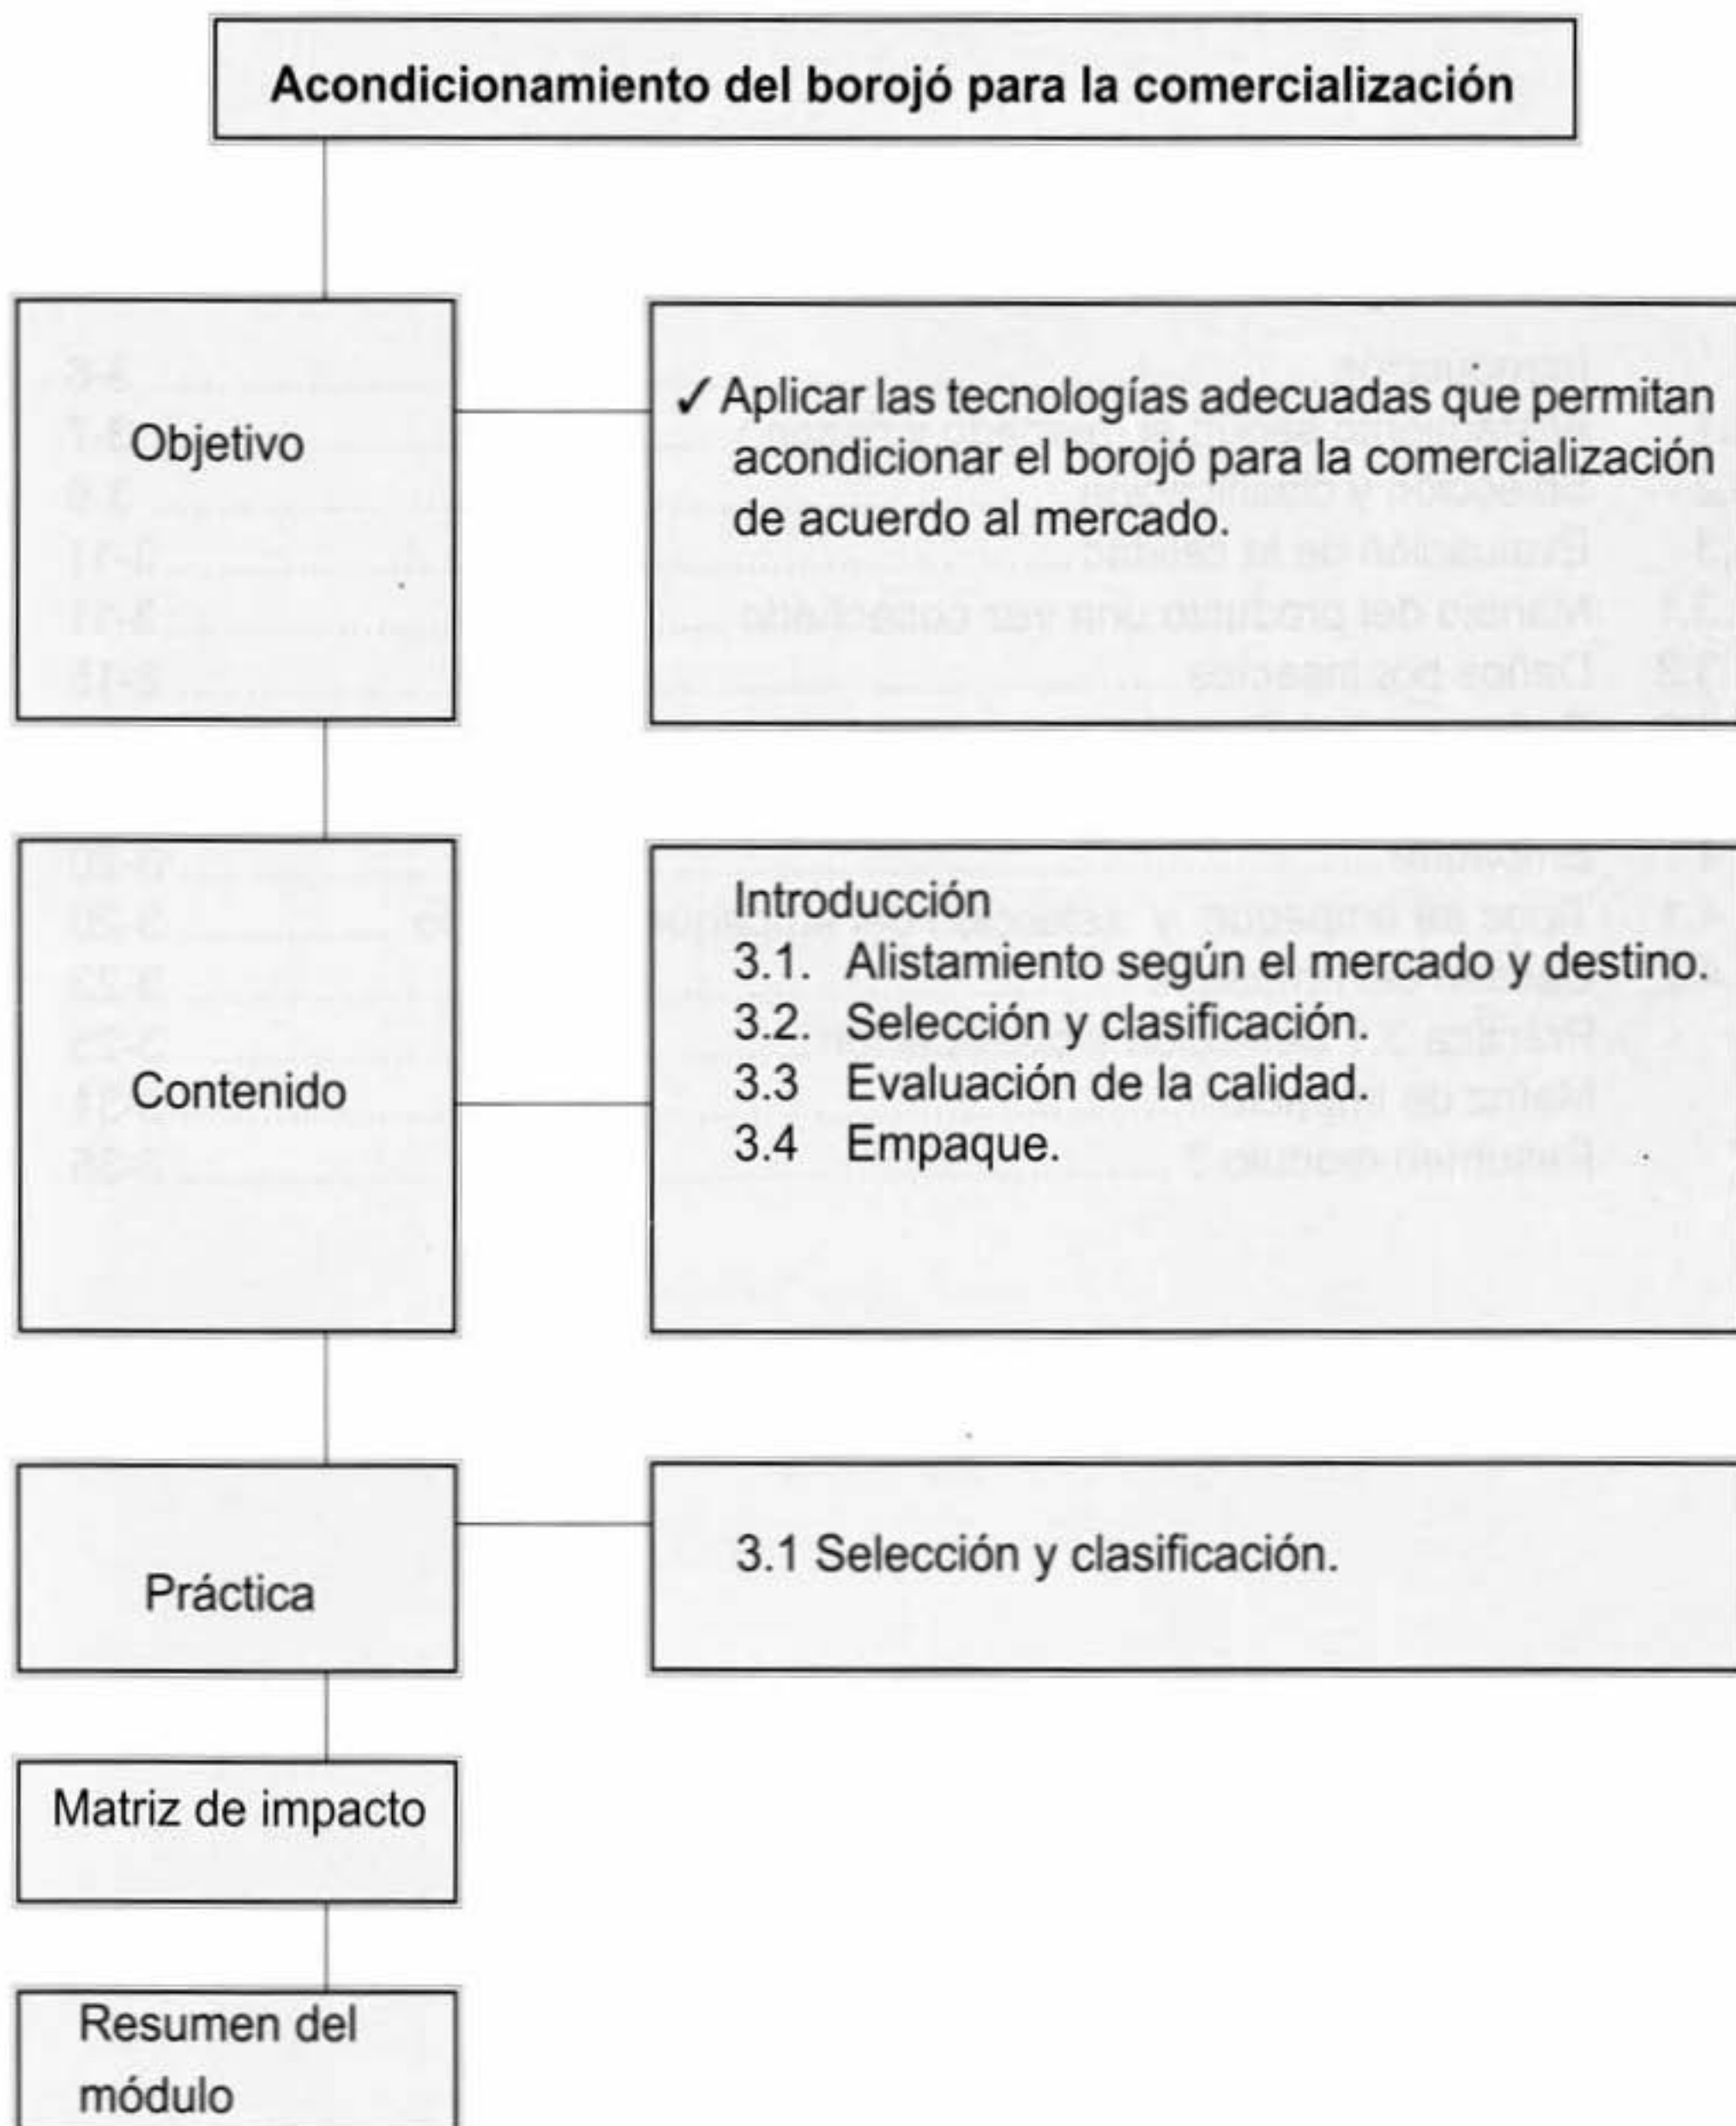 Acondicionamiento del borojó para la comercialización
Objetivo
✓ Aplicar las tecnologías adecuadas que permitan
acondicionar el borojó para la comercialización
de acuerdo al mercado.
Contenido
Introducción
3.1. Alistamiento según el mercado y destino.
3.2. Selección y clasificación.
3.3 Evaluación de la calidad.
3.4 Empaque.
Práctica
3.1 Selección y clasificación.
Matriz de impacto
Resumen del
módulo